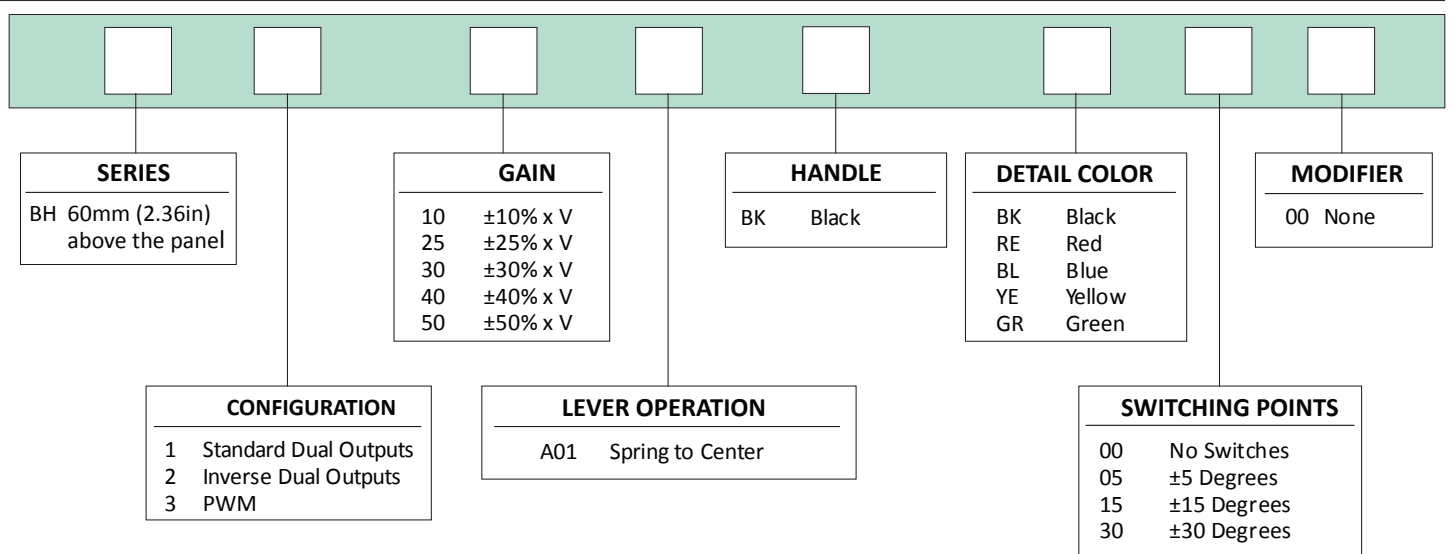 SERIES
BH 60mm (2.36in)
above the panel
GAIN
10 ±10% x V
25 ±25% x V
30 ±30% x V
40 ±40% x V
50 ±50% x V
HANDLE
BK Black
DETAIL COLOR
BK Black
RE Red
BL Blue
YE Yellow
GR Green
MODIFIER
00 None
CONFIGURATION
1 Standard Dual Outputs
2 Inverse Dual Outputs
3 PWM
LEVER OPERATION
A01 Spring to Center
SWITCHING POINTS
00 No Switches
05 ±5 Degrees
15 ±15 Degrees
30 ±30 Degrees